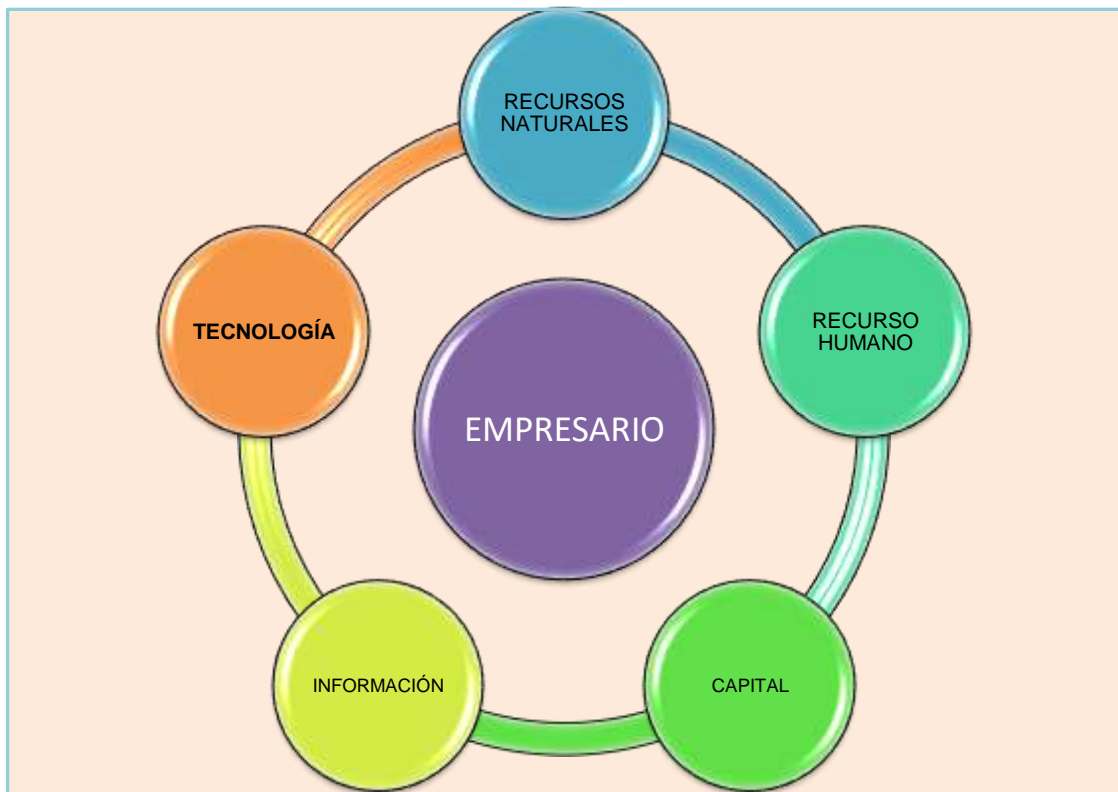 RECURSOS
NATURALES
RECURSO
HUMANO
CAPITAL
INFORMACIÓN
TECNOLOGÍA
EMPRESARIO